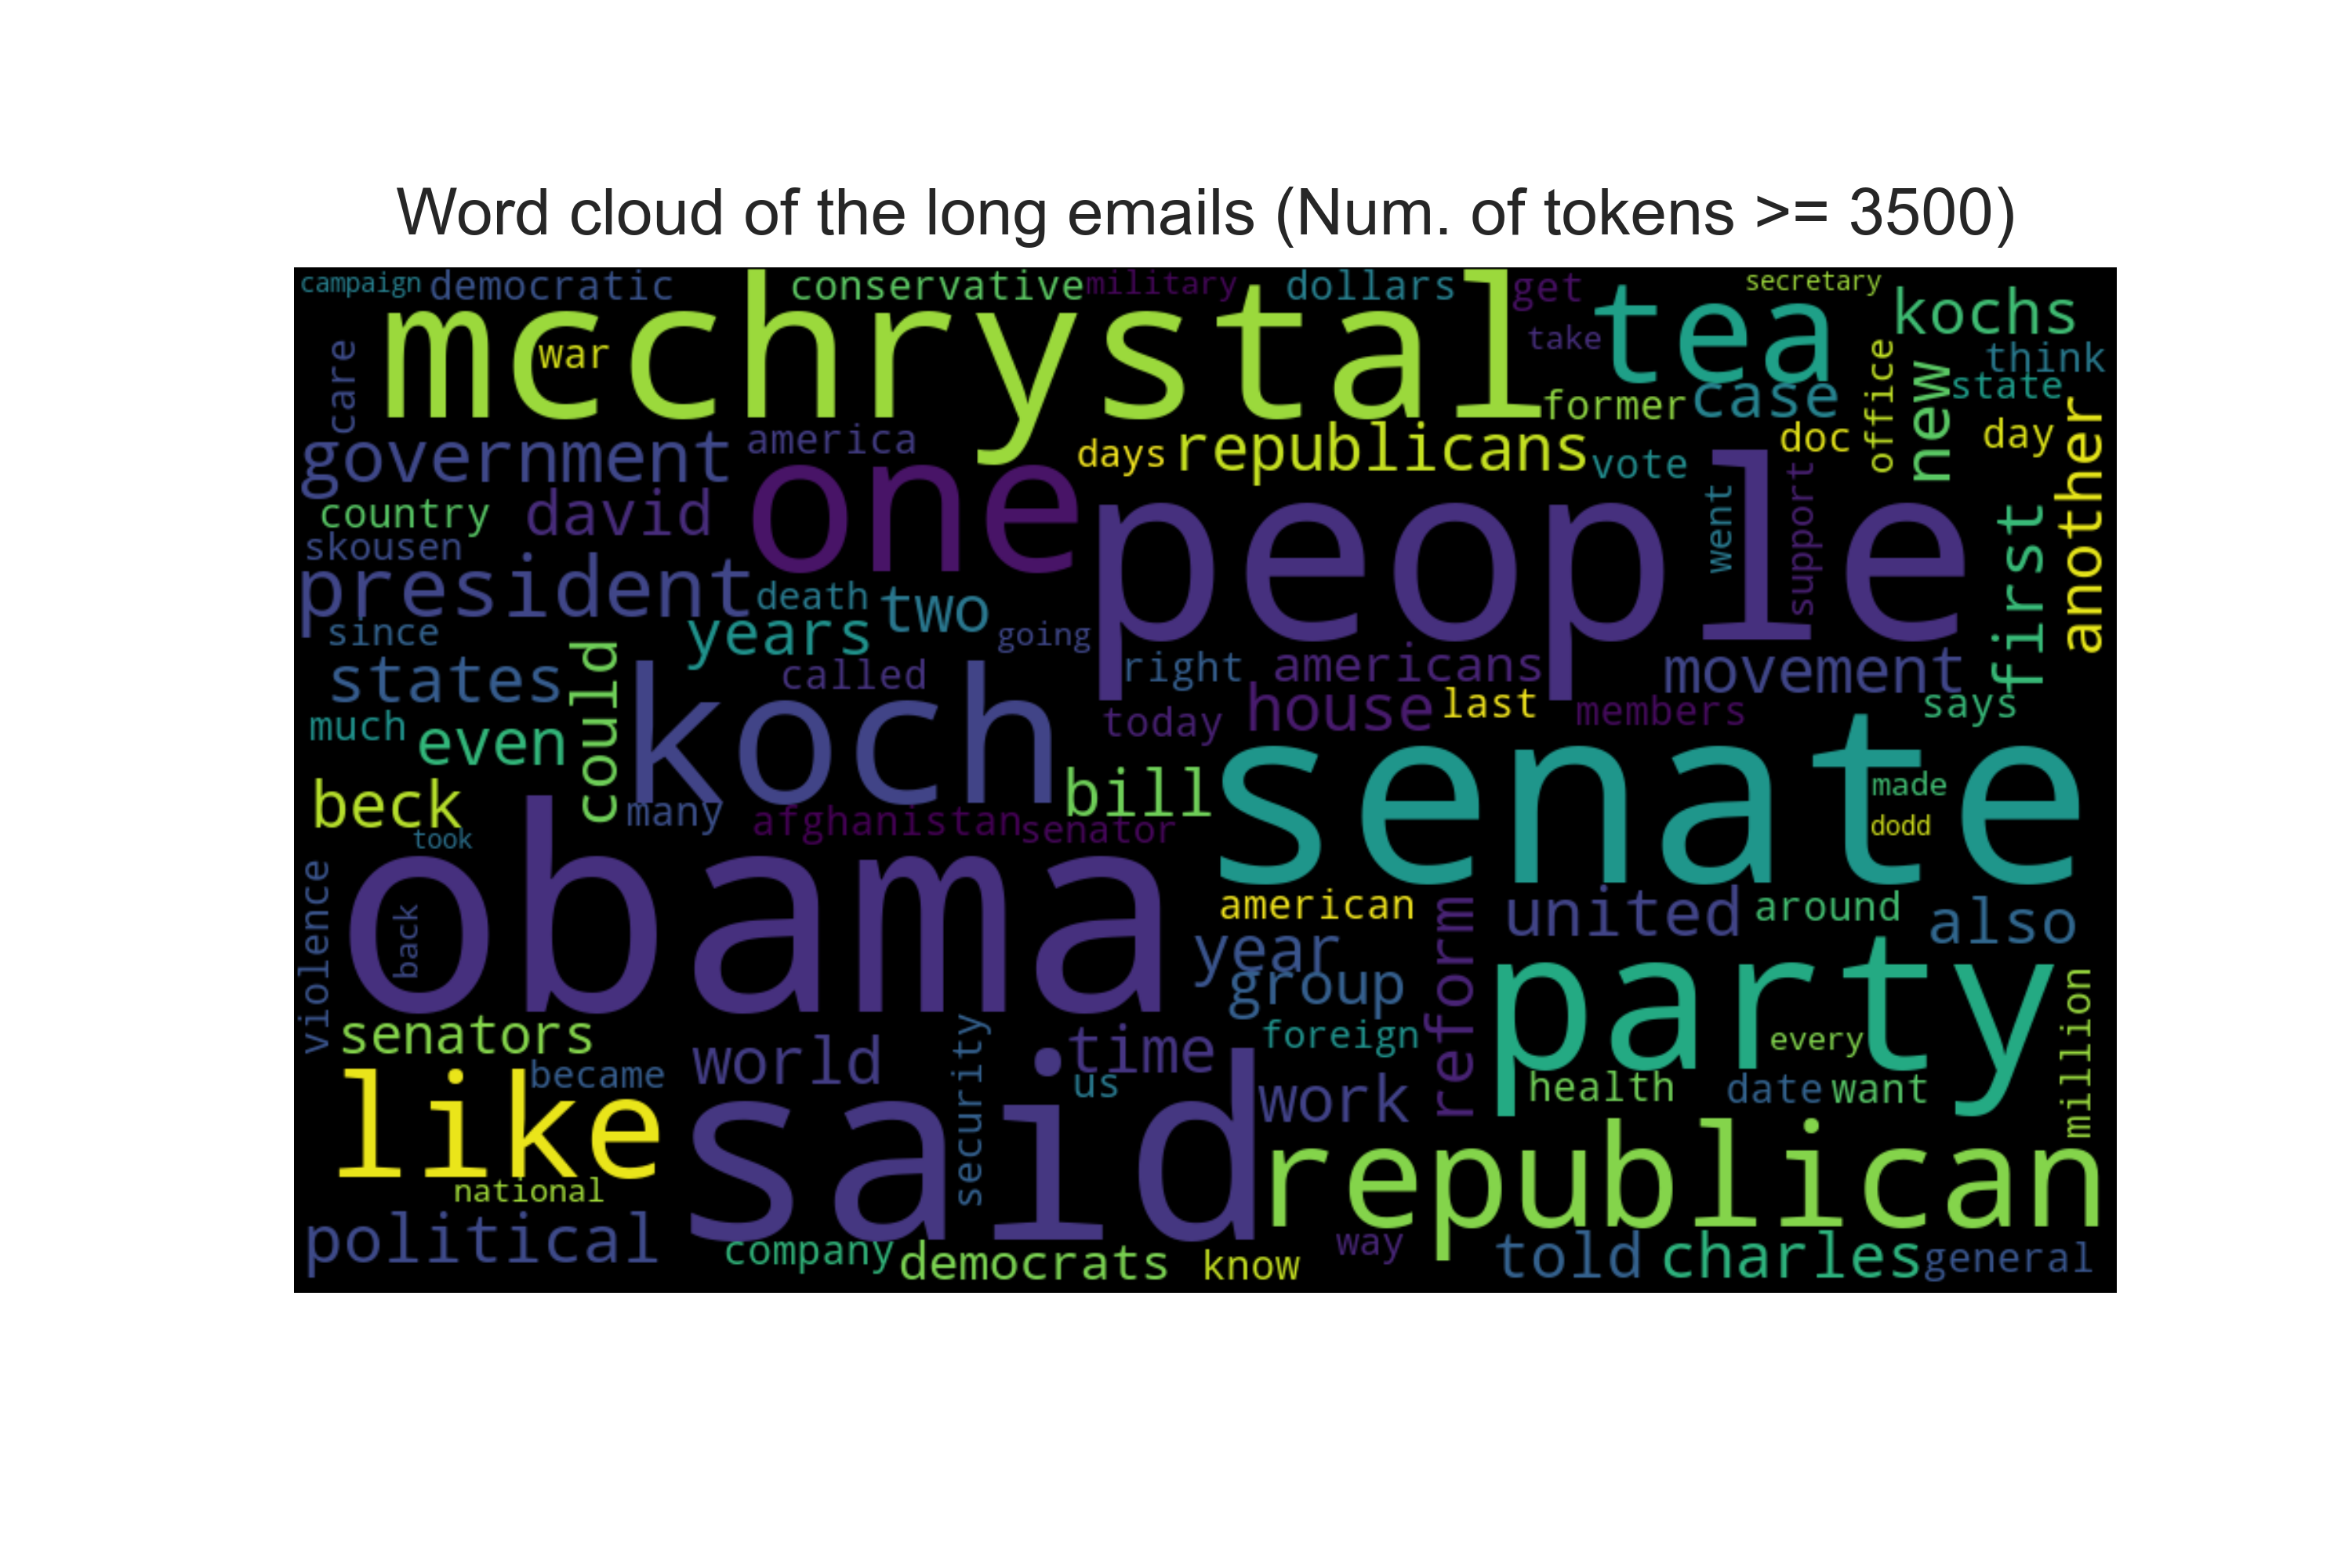 Word cloud of the long emails (Num. of tokens >= 3500)
campaign democratic conservative military dollars get secretary
mcchrystal tea kochs
war take think
care former case office new state
government america days republicans vote doc day another
country david one people went support first
skousen
president death two
since years going
states could called right americans movement
much even koch today house last members says
beck many bill senate made
took afghanistan senator dodd
violence obama american united around also
back year reform party
group
senators world security time foreign every million
like became us work health date want
national said republican
political company democrats know way told charles general